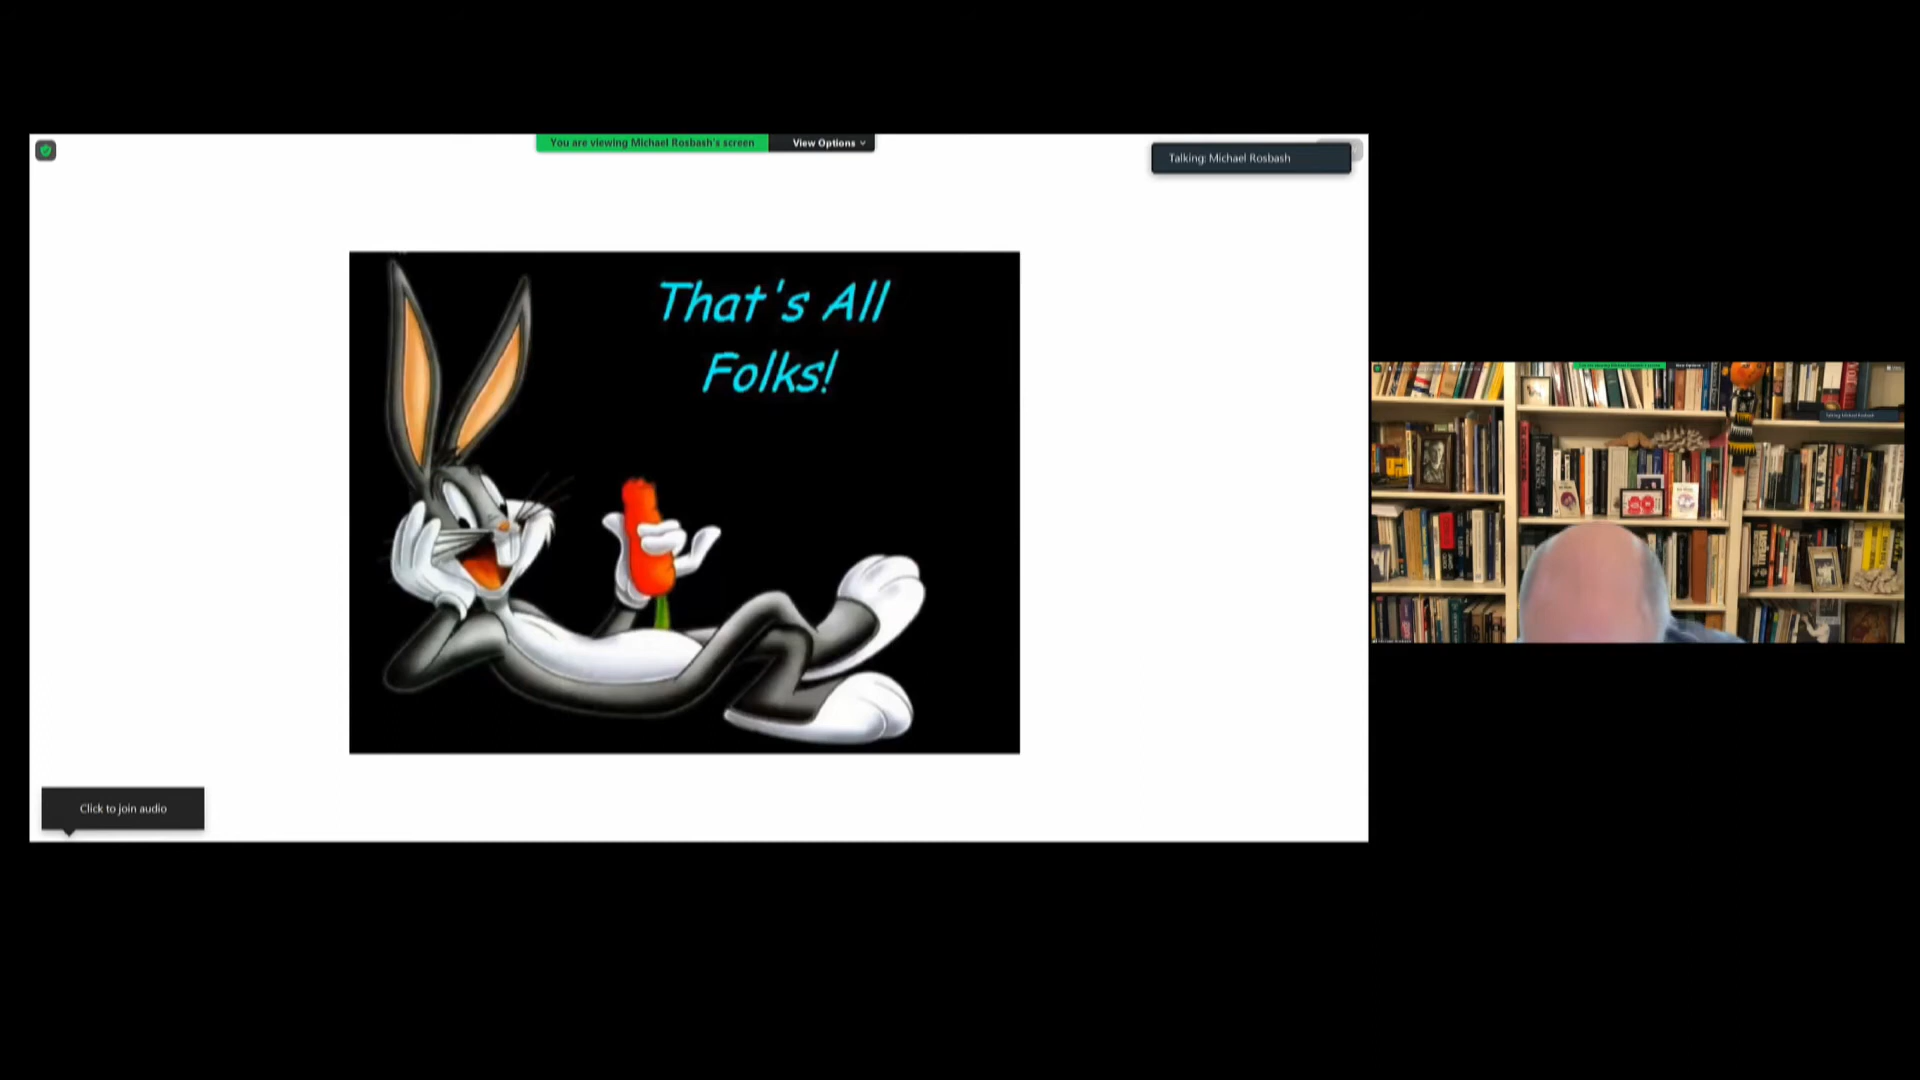 You are viewing Michael Rosbash's screen
View Options
Talking: Michael Rosbash
That's All
Folks!
Click to join audio